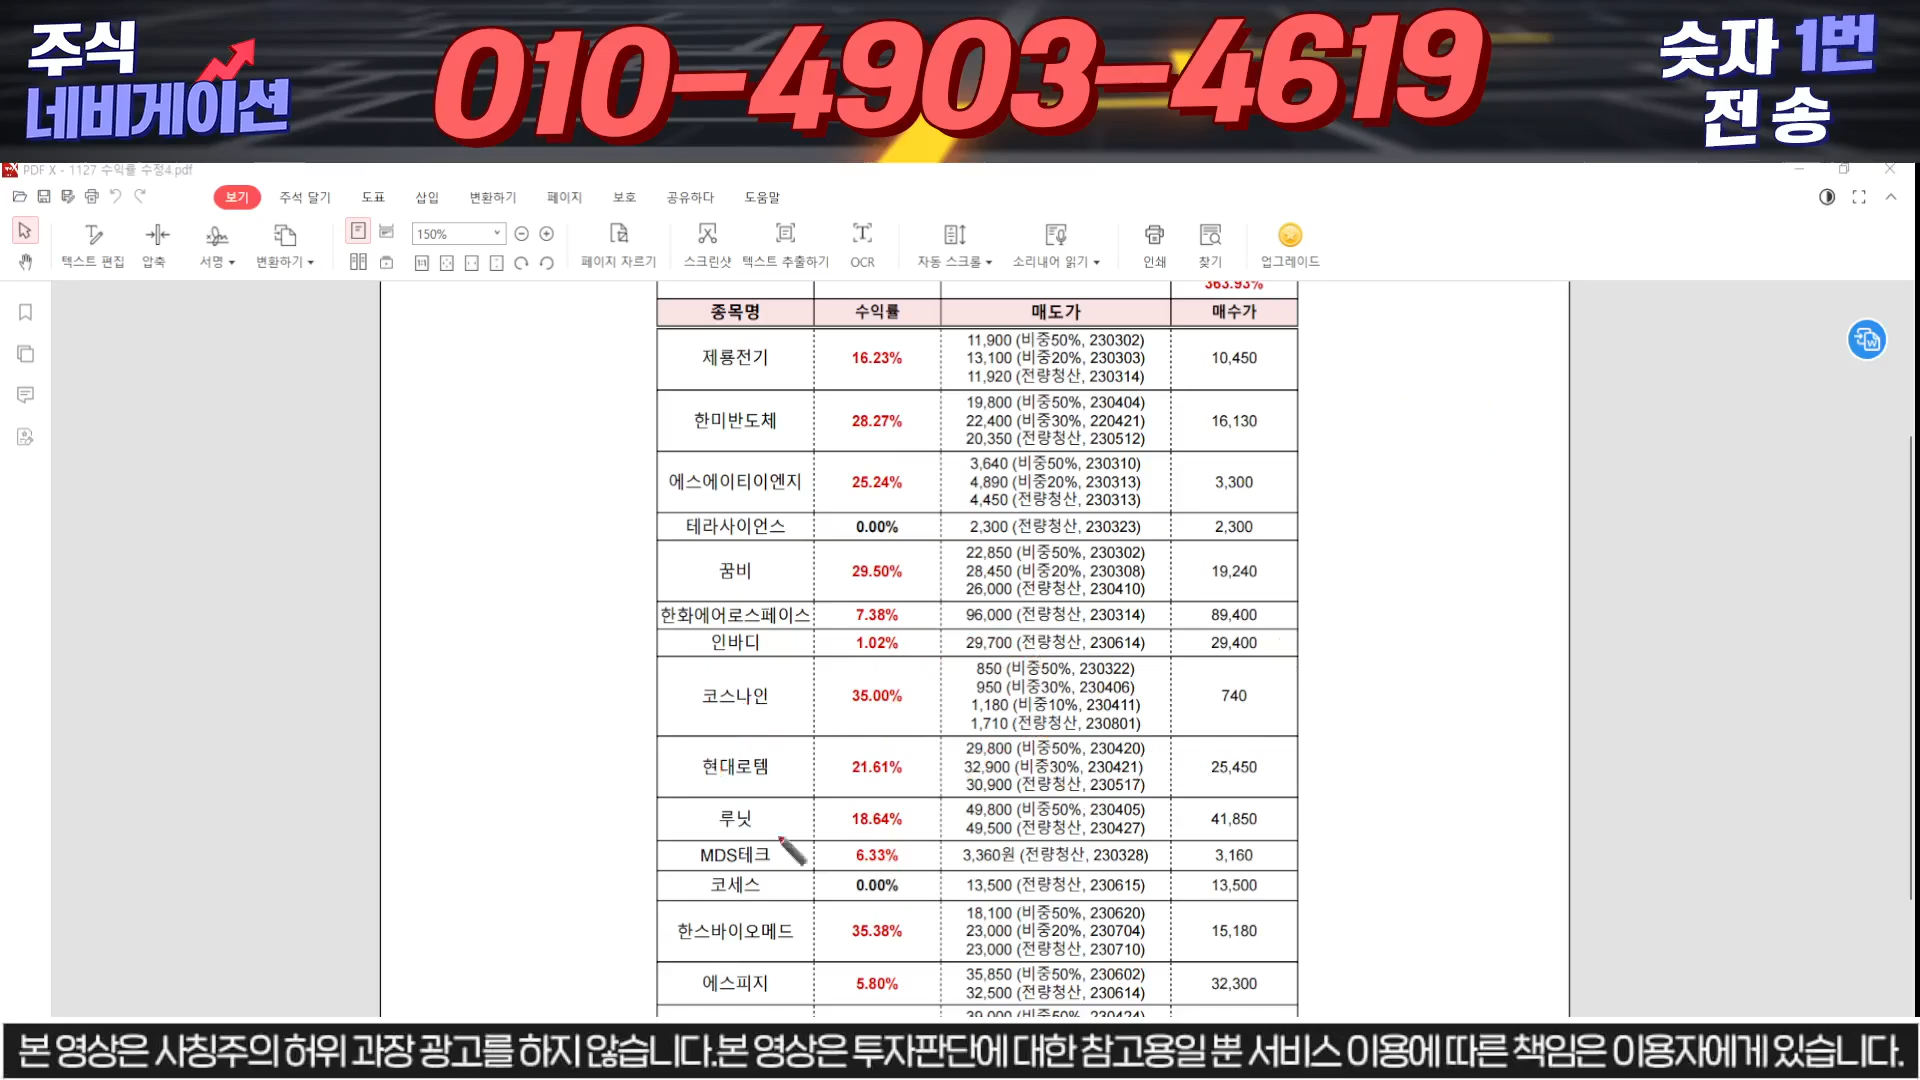 주식
네비게이션
010-4903-4619
숫자 1번
전송
PDF X - 1127 수익률 수정4.pdf
보기 주석 달기 도표 삽입 변환하기 페이지 보호 공유하다 도움말
150%
텍스트 편집 압축 서명 변환하기 페이지 자르기 스크린샷 텍스트 추출하기 OCR 자동 스크롤 소리내어 읽기 인쇄 찾기 업그레이드
363.93%
종목명 수익률 매도가 매수가
제룡전기 16.23% 10,450
11,900 (비중50%, 230302)
13,100 (비중20%, 230303)
11,920 (전량청산, 230314)
한미반도체 28.27% 16,130
19,800 (비중50%, 230404)
22,400 (비중30%, 220421)
20,350 (전량청산, 230512)
에스에이티이엔지 25.24% 3,300
3,640 (비중50%, 230310)
4,890 (비중20%, 230313)
4,450 (전량청산, 230313)
테라사이언스 0.00% 2,300 (전량청산, 230323) 2,300
꿈비 29.50% 19,240
22,850 (비중50%, 230302)
28,450 (비중20%, 230308)
26,000 (전량청산, 230410)
한화에어로스페이스 7.38% 96,000 (전량청산, 230314) 89,400
인바디 1.02% 29,700 (전량청산, 230614) 29,400
코스나인 35.00% 740
850 (비중50%, 230322)
950 (비중30%, 230406)
1,180 (비중10%, 230411)
1,710 (전량청산, 230801)
현대로템 21.61% 25,450
29,800 (비중50%, 230420)
32,900 (비중30%, 230421)
30,900 (전량청산, 230517)
루닛 18.64% 41,850
49,800 (비중50%, 230405)
49,500 (전량청산, 230427)
MDS테크 6.33% 3,360원 (전량청산, 230328) 3,160
코세스 0.00% 13,500 (전량청산, 230615) 13,500
한스바이오메드 35.38% 15,180
18,100 (비중50%, 230620)
23,000 (비중20%, 230704)
23,000 (전량청산, 230710)
에스피지 5.80% 32,300
35,850 (비중50%, 230602)
32,500 (전량청산, 230614)
39,000 (비중50%, 230424)
본 영상은 사칭주의 허위 과장 광고를 하지 않습니다.본 영상은 투자판단에 대한 참고용일 뿐 서비스 이용에 따른 책임은 이용자에게 있습니다.